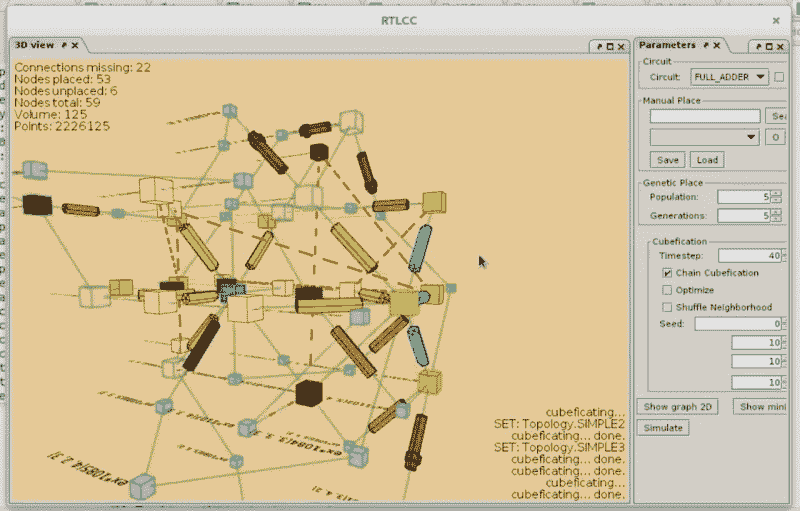 RTLCC
3D view
Connections missing: 22
Nodes placed: 53
Nodes unplaced: 6
Nodes total: 59
Volume: 125
Points: 2226125
cubeficating...
SET: Topology.SIMPLE2
cubeficating... done.
SET: Topology.SIMPLE3
cubeficating... done.
cubeficating... done.
cubeficating...
cubeficating... done.
Parameters
Circuit
Circuit: FULL_ADDER
Manual Place
Sea
O
Save Load
Genetic Place
Population: 5
Generations: 5
Cubefication
Timestep: 40
Chain Cubefication
Optimize
Shuffle Neighborhood
Seed: 0
10
10
10
Show graph 2D Show mini
Simulate